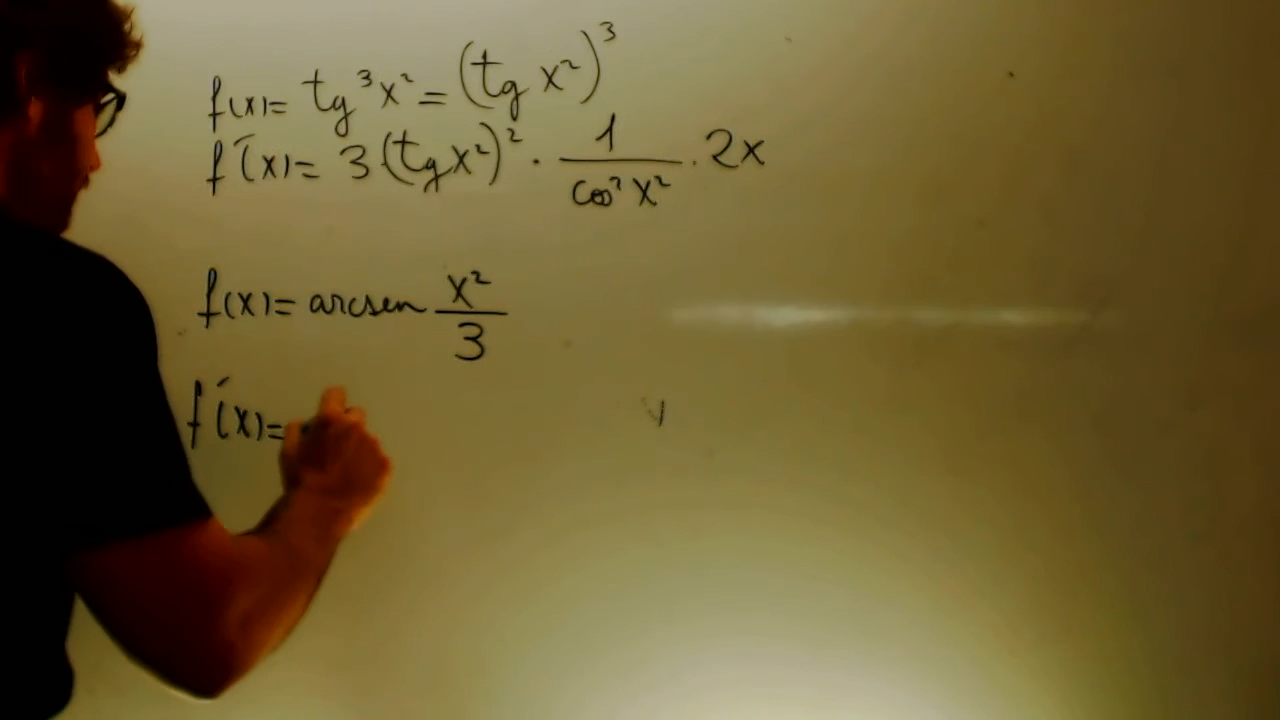 f(x)= tg³x² = (tg x²)³
f´(x)= 3(tgx²)² · 1/cos²x² · 2x
f(x)= arcsen x²/3
f´(x)=